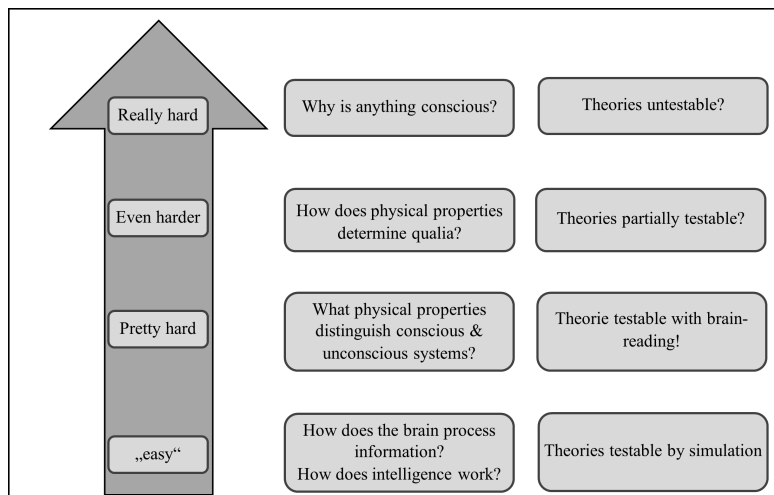 Really hard
Why is anything conscious?
Theories untestable?
Even harder
How does physical properties
determine qualia?
Theories partially testable?
Pretty hard
What physical properties
distinguish conscious &
unconscious systems?
Theorie testable with brain-
reading!
„easy“
How does the brain process
information?
How does intelligence work?
Theories testable by simulation